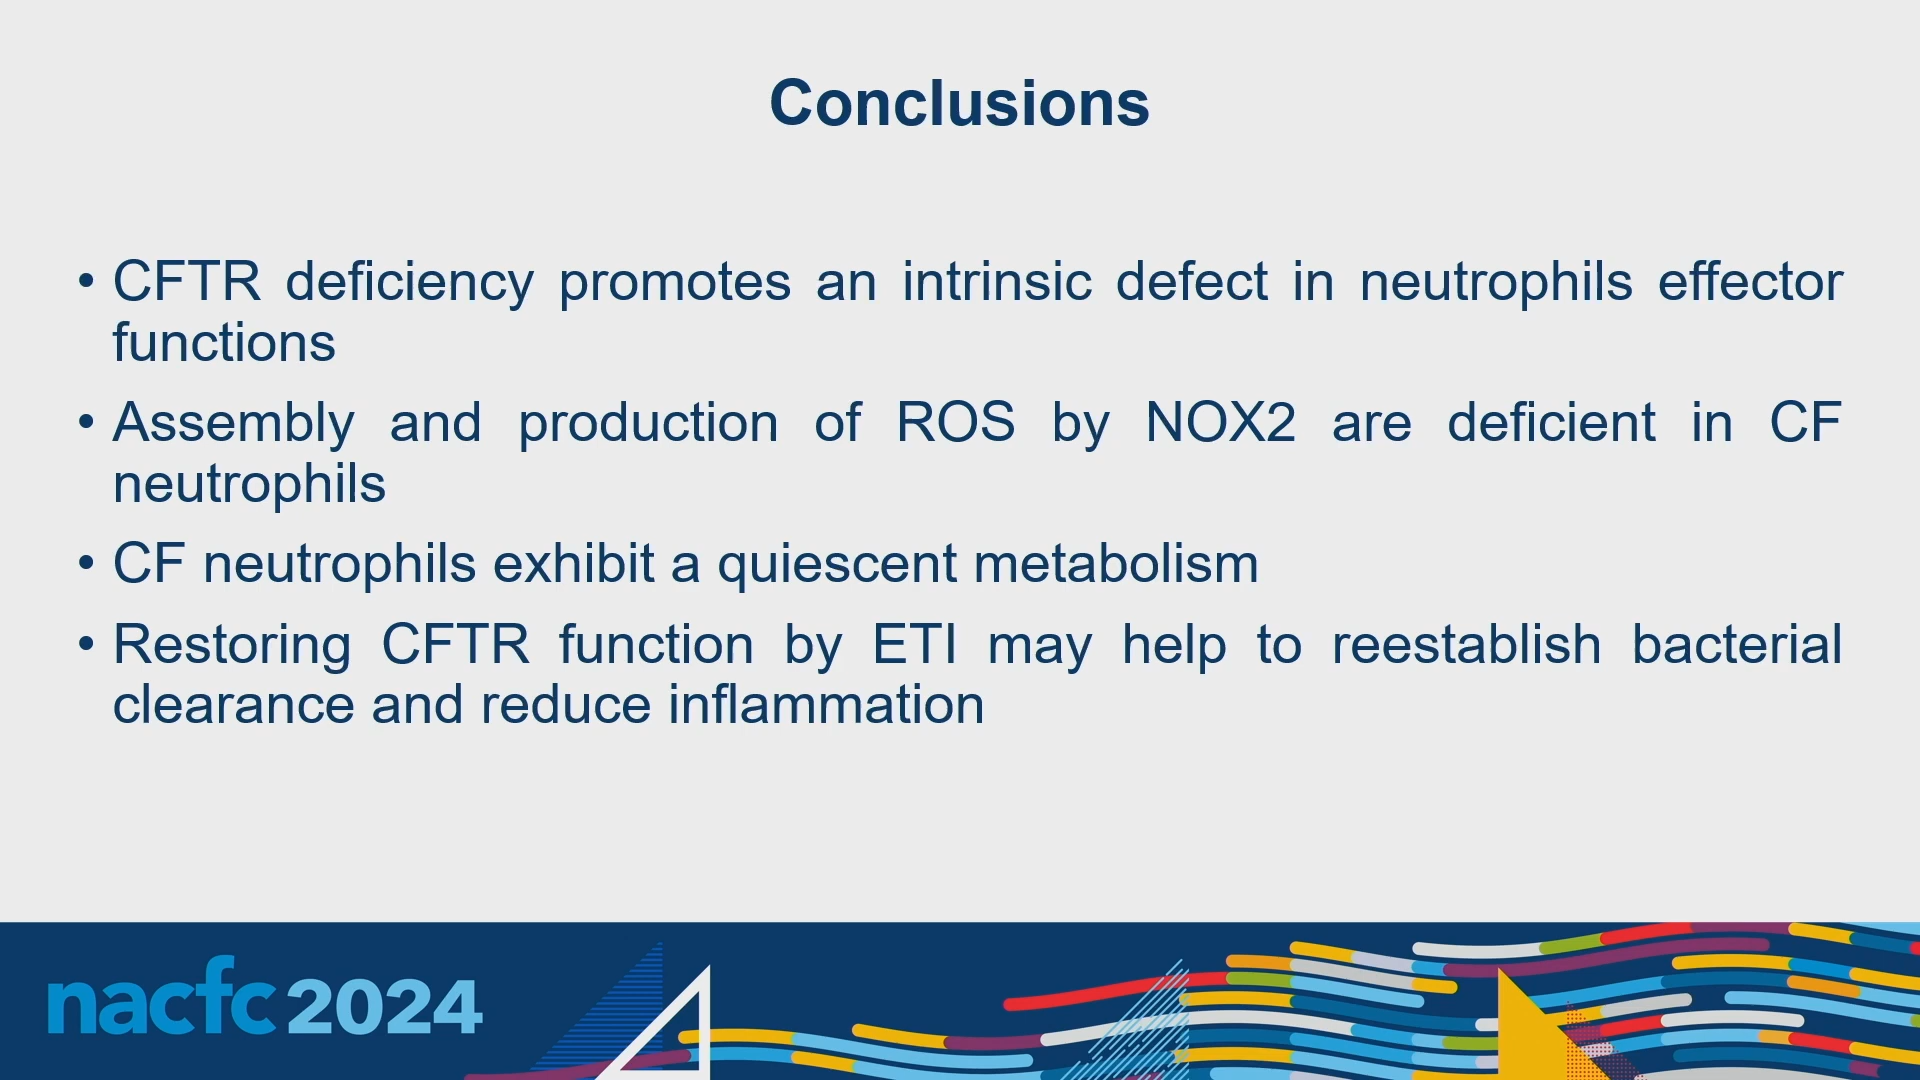 Conclusions
• CFTR deficiency promotes an intrinsic defect in neutrophils effector
functions
• Assembly and production of ROS by NOX2 are deficient in CF
neutrophils
• CF neutrophils exhibit a quiescent metabolism
• Restoring CFTR function by ETI may help to reestablish bacterial
clearance and reduce inflammation
nacfc 2024